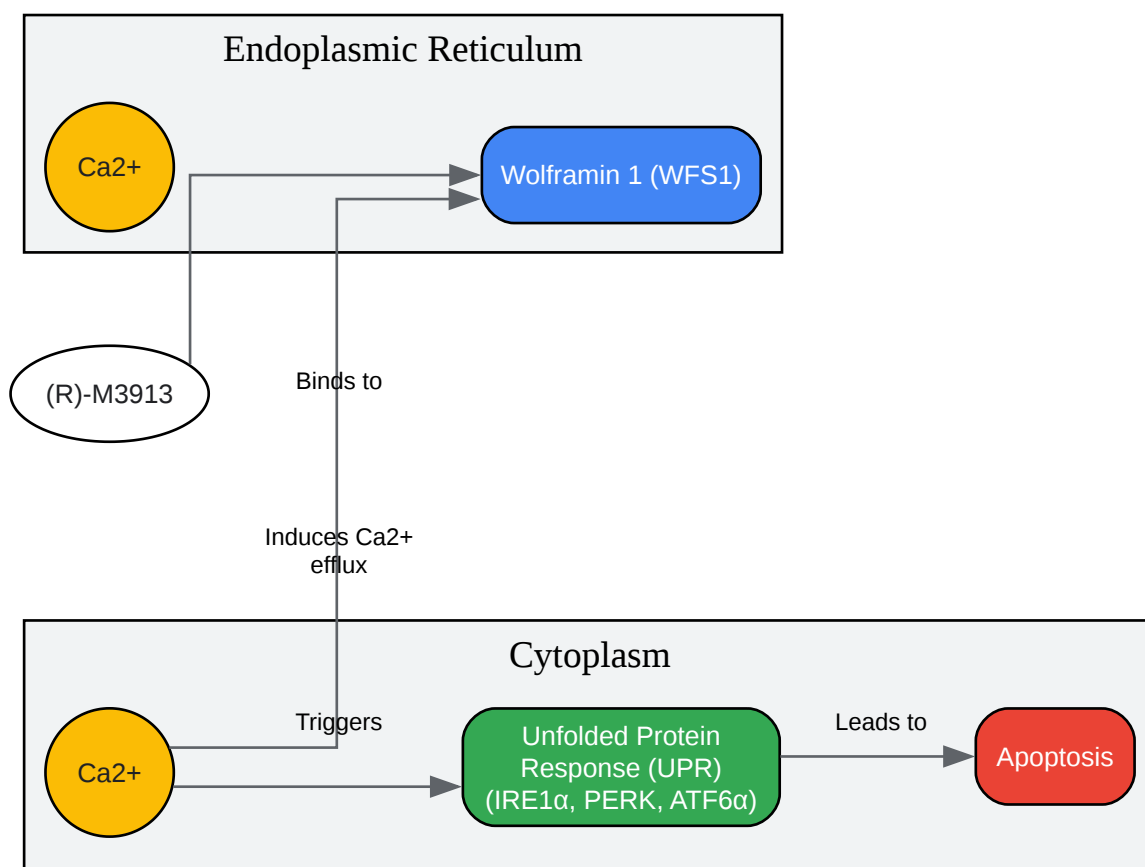 Endoplasmic Reticulum
Ca2+
Wolframin 1 (WFS1)
(R)-M3913
Binds to
Induces Ca2+
efflux
Cytoplasm
Ca2+
Triggers
Unfolded Protein
Response (UPR)
(IRE1α, PERK, ATF6α)
Leads to
Apoptosis